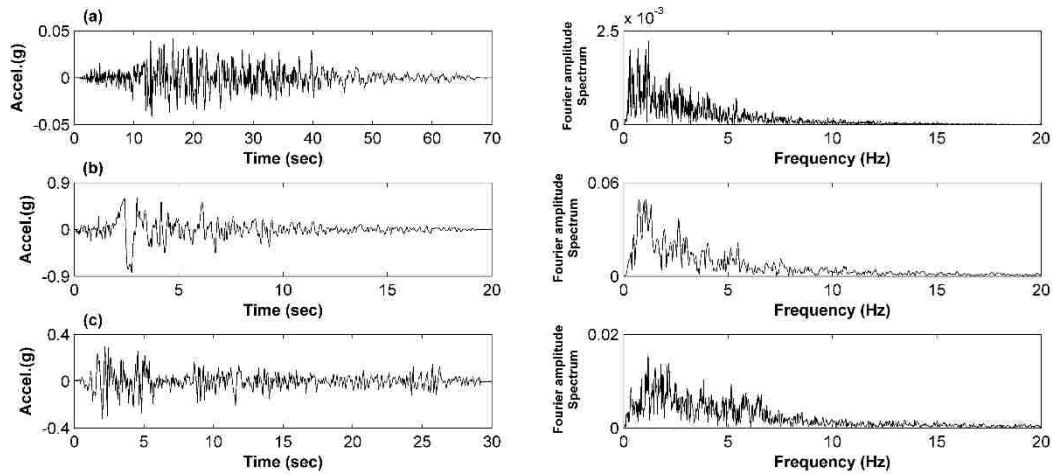 (a)
0.05
0
-0.05
Accel.(g)
0 10 20 30 40 50 60 70
Time (sec)
x 10-3
2.5
0
Fourier amplitude
Spectrum
0 5 10 15 20
Frequency (Hz)
(b)
0.9
0
-0.9
Accel.(g)
0 5 10 15 20
Time (sec)
0.06
0
Fourier amplitude
Spectrum
0 5 10 15 20
Frequency (Hz)
(c)
0.4
0
-0.4
Accel.(g)
0 5 10 15 20 25 30
Time (sec)
0.02
0
Fourier amplitude
Spectrum
0 5 10 15 20
Frequency (Hz)